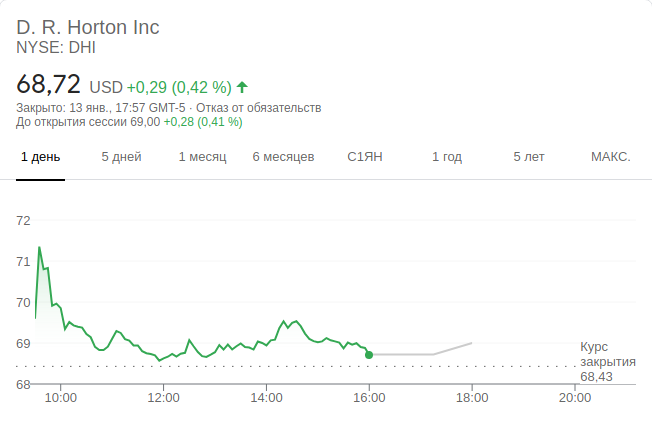 D. R. Horton Inc
NYSE: DHI
68,72 USD +0,29 (0,42 %)
Закрыто: 13 янв., 17:57 GMT-5 · Отказ от обязательств
До открытия сессии 69,00 +0,28 (0,41 %)
1 день 5 дней 1 месяц 6 месяцев С1ЯН 1 год 5 лет МАКС.
72
71
70
69
Курс
закрытия
68,43
68
10:00 12:00 14:00 16:00 18:00 20:00